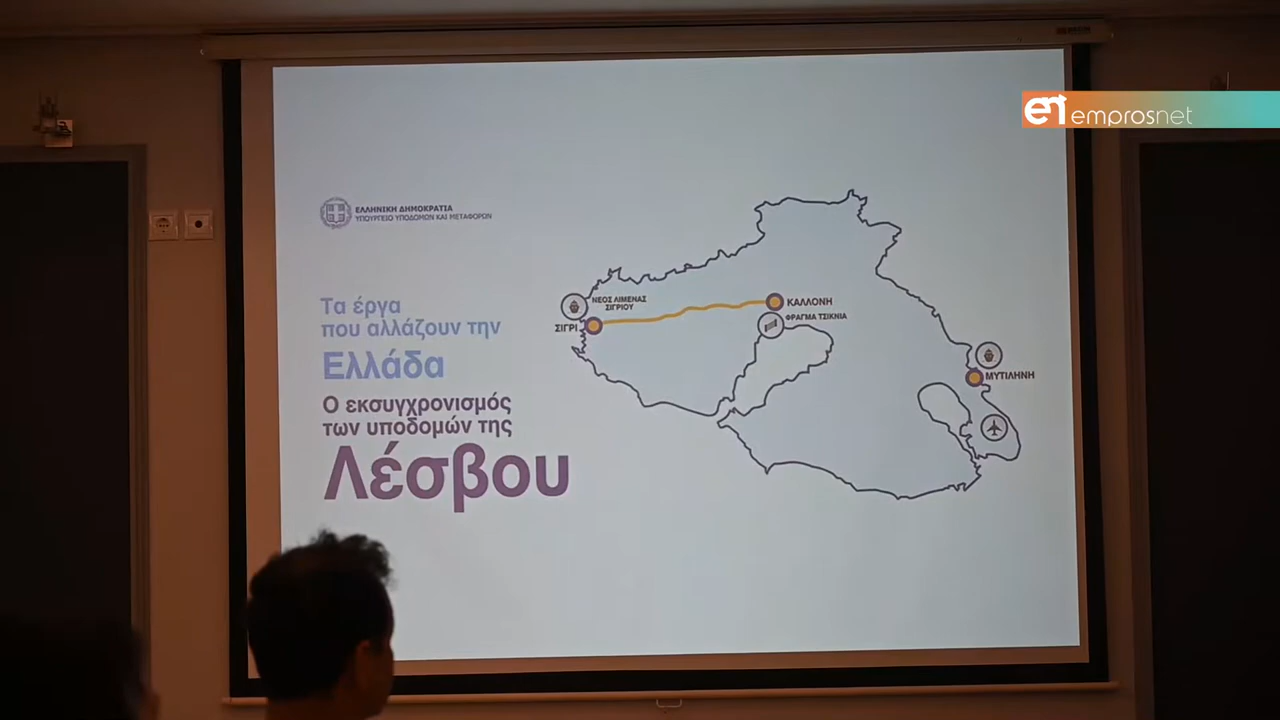 en emprosnet
ΕΛΛΗΝΙΚΗ ΔΗΜΟΚΡΑΤΙΑ
ΥΠΟΥΡΓΕΙΟ ΥΠΟΔΟΜΩΝ ΚΑΙ ΜΕΤΑΦΟΡΩΝ
Τα έργα
που αλλάζουν την
Ελλάδα
Ο εκσυγχρονισμός
των υποδομών της
Λέσβου
ΝΕΟΣ ΛΙΜΕΝΑΣ
ΣΙΓΡΙΟΥ
ΣΙΓΡΙ
ΚΑΛΛΟΝΗ
ΦΡΑΓΜΑ ΤΣΙΚΝΙΑ
ΜΥΤΙΛΗΝΗ